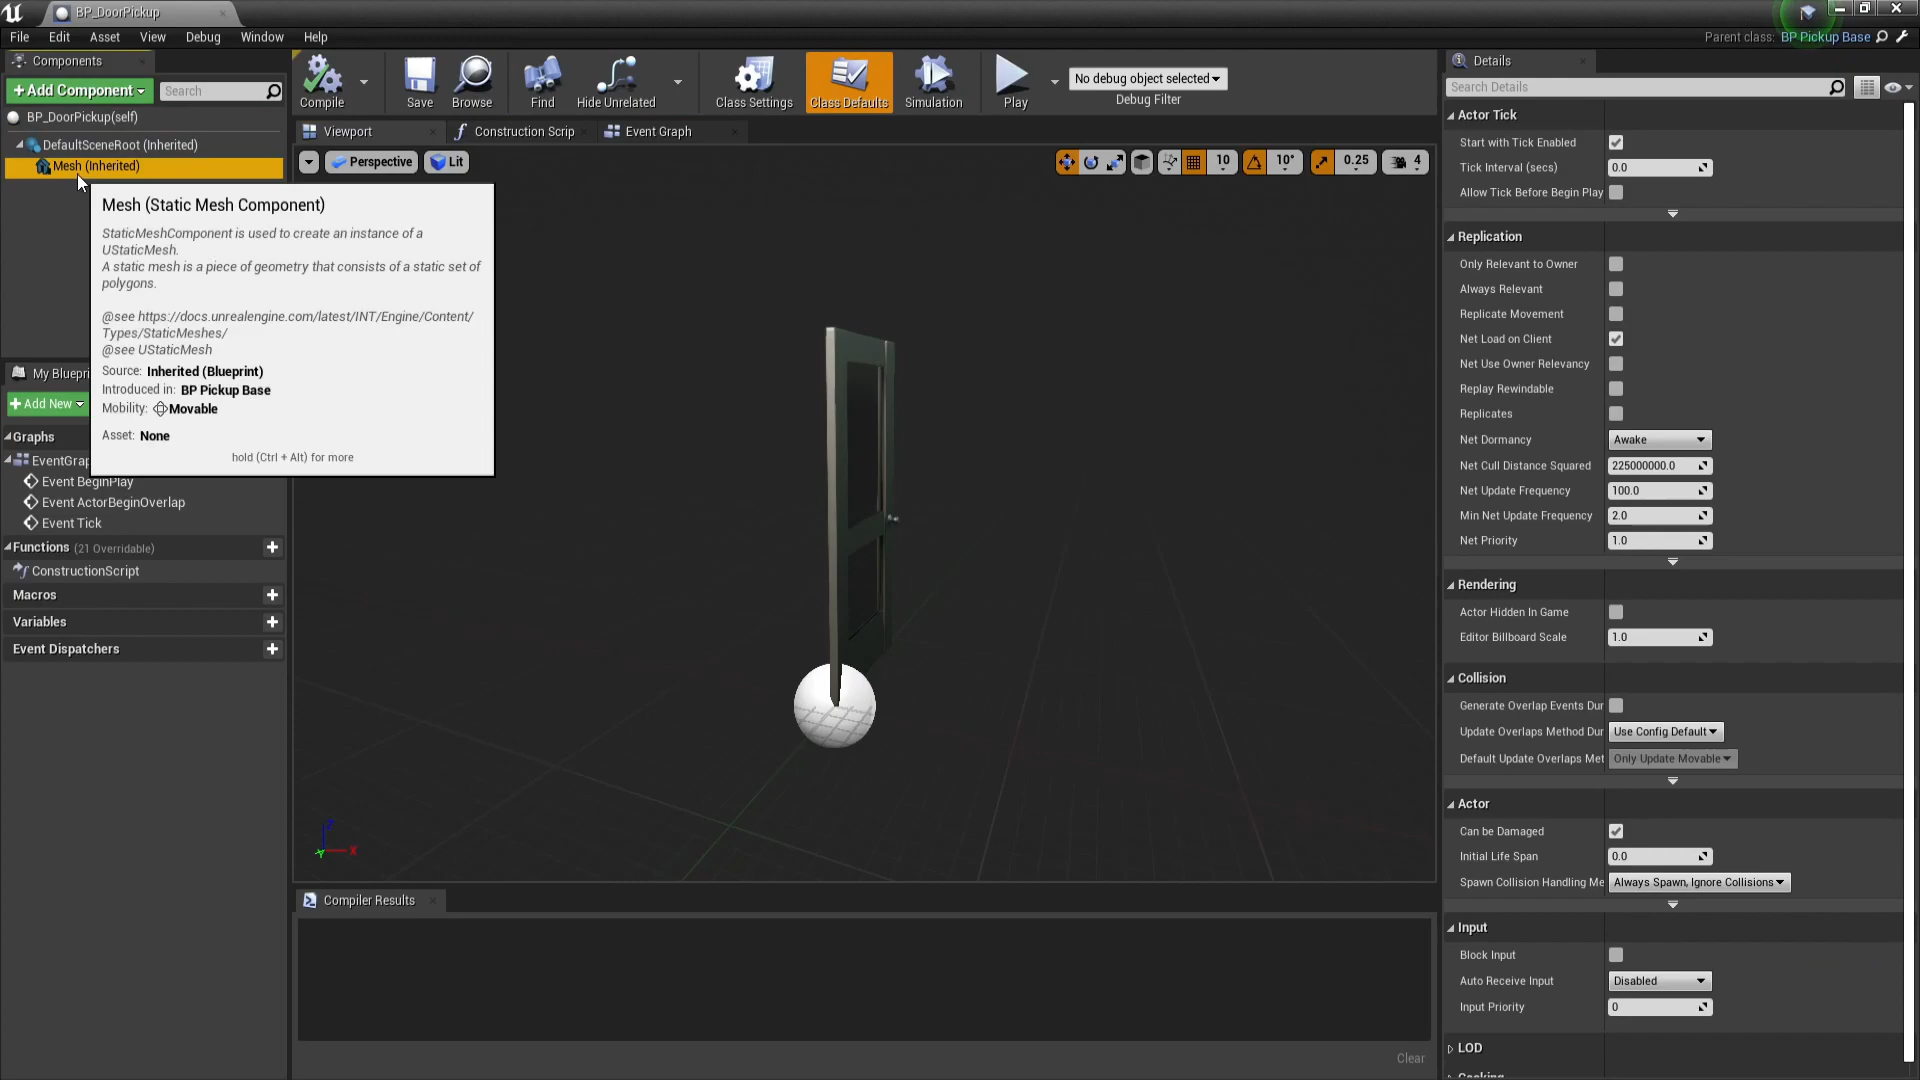 BP_DoorPickup
File Edit Asset View Debug Window Help
Parent class: BP Pickup Base
Components
+Add Component
Search
BP_DoorPickup(self)
DefaultSceneRoot (Inherited)
Mesh (Inherited)
Compile
Save
Browse
Find
Hide Unrelated
Class Settings
Class Defaults
Simulation
Play
No debug object selected
Debug Filter
Viewport
Construction Scrip
Event Graph
Perspective
Lit
10
10°
0.25
4
Mesh (Static Mesh Component)
StaticMeshComponent is used to create an instance of a
UStaticMesh.
A static mesh is a piece of geometry that consists of a static set of
polygons.
@see https://docs.unrealengine.com/latest/INT/Engine/Content/
Types/StaticMeshes/
@see UStaticMesh
Source: Inherited (Blueprint)
Introduced in: BP Pickup Base
Mobility: Movable
Asset: None
hold (Ctrl + Alt) for more
My Bluepri
+Add New
Graphs
EventGrap
Event BeginPlay
Event ActorBeginOverlap
Event Tick
Functions (21 Overridable)
ConstructionScript
Macros
Variables
Event Dispatchers
Z
Y
X
Compiler Results
Clear
Details
Search Details
Actor Tick
Start with Tick Enabled
Tick Interval (secs) 0.0
Allow Tick Before Begin Play
Replication
Only Relevant to Owner
Always Relevant
Replicate Movement
Net Load on Client
Net Use Owner Relevancy
Replay Rewindable
Replicates
Net Dormancy Awake
Net Cull Distance Squared 225000000.0
Net Update Frequency 100.0
Min Net Update Frequency 2.0
Net Priority 1.0
Rendering
Actor Hidden In Game
Editor Billboard Scale 1.0
Collision
Generate Overlap Events Dur
Update Overlaps Method Dur Use Config Default
Default Update Overlaps Met Only Update Movable
Actor
Can be Damaged
Initial Life Span 0.0
Spawn Collision Handling Me Always Spawn, Ignore Collisions
Input
Block Input
Auto Receive Input Disabled
Input Priority 0
LOD
Cooking